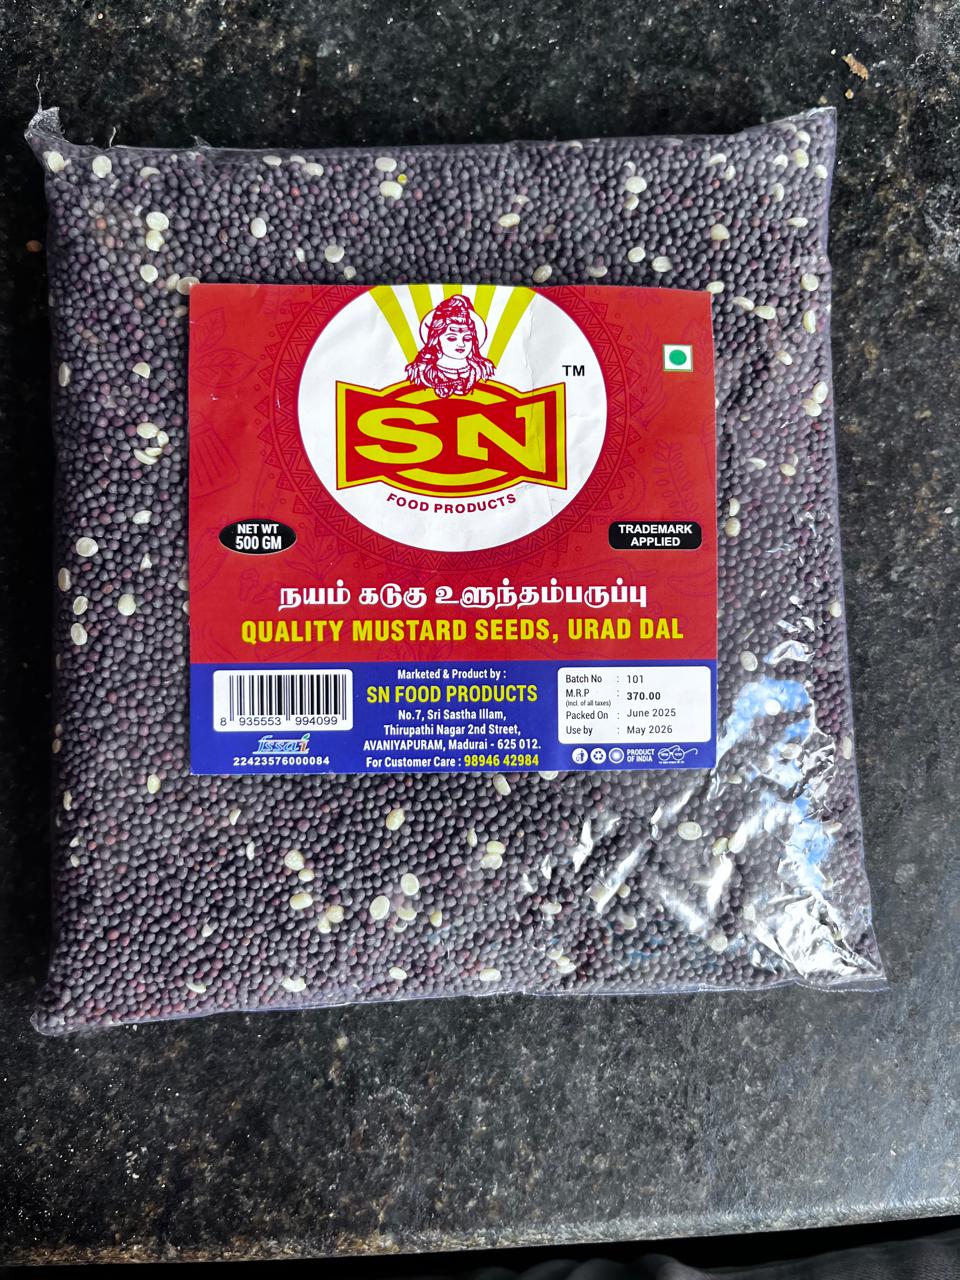 TM
SN
FOOD PRODUCTS
NET WT
500 GM
TRADEMARK
APPLIED
நயம் கடுகு உளுந்தம்பருப்பு
QUALITY MUSTARD SEEDS, URAD DAL
8 935553 994099
fssai
22423576000084
Marketed & Product by :
SN FOOD PRODUCTS
No.7, Sri Sastha Illam,
Thirupathi Nagar 2nd Street,
AVANIYAPURAM, Madurai - 625 012.
For Customer Care : 98946 42984
Batch No : 101
M.R.P : 370.00
(Incl. of all taxes)
Packed On : June 2025
Use by : May 2026
PRODUCT
OF INDIA